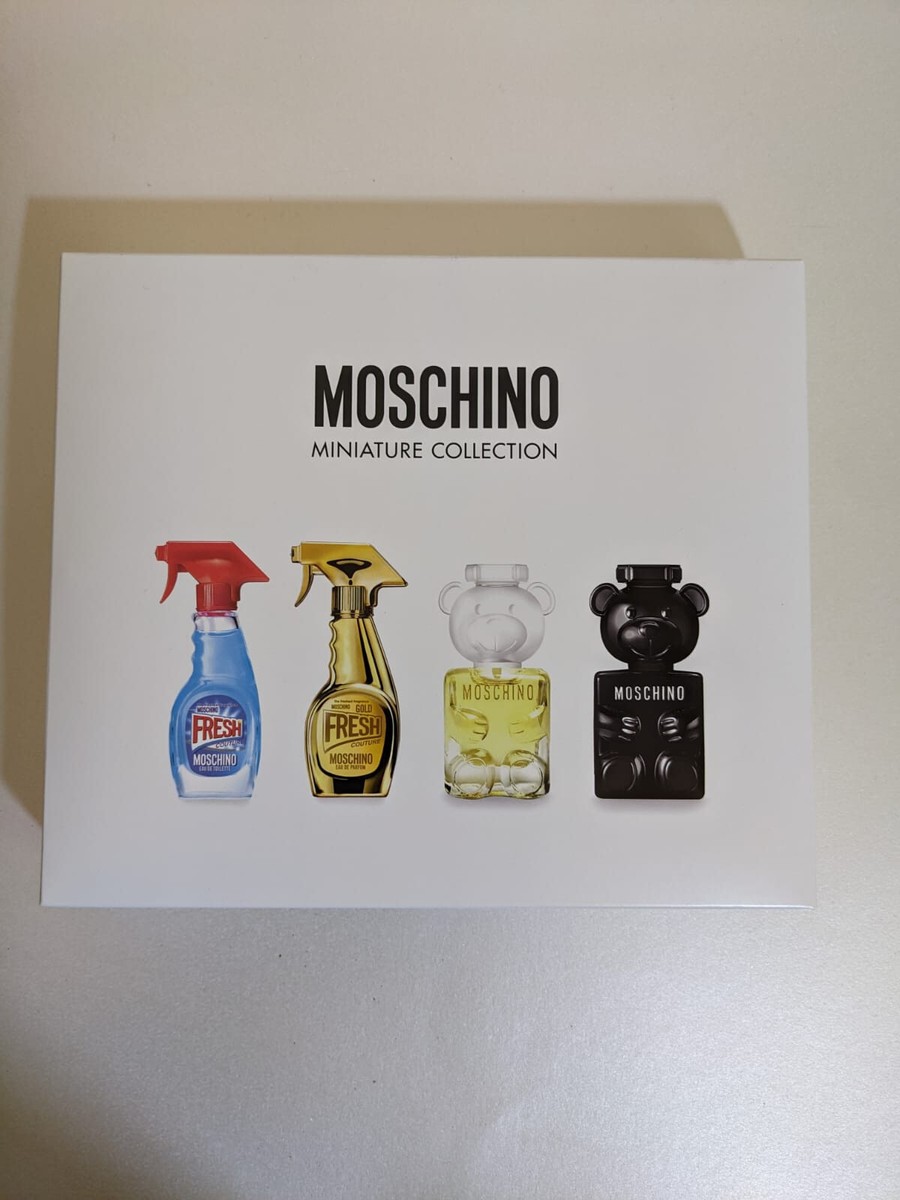 MOSCHINO
MINIATURE COLLECTION
FRESH
COUTURE
MOSCHINO
EAU DE TOILETTE
MOSCHINO GOLD
FRESH
COUTURE
MOSCHINO
EAU DE PARFUM
MOSCHINO
MOSCHINO